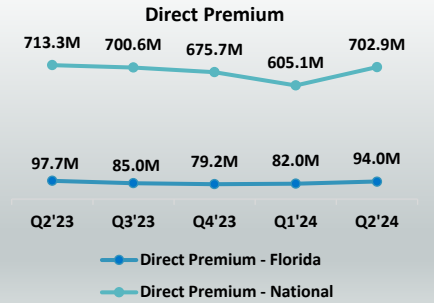 Direct Premium
713.3M 700.6M 675.7M 605.1M 702.9M
97.7M 85.0M 79.2M 82.0M 94.0M
Q2'23 Q3'23 Q4'23 Q1'24 Q2'24
Direct Premium - Florida
Direct Premium - National